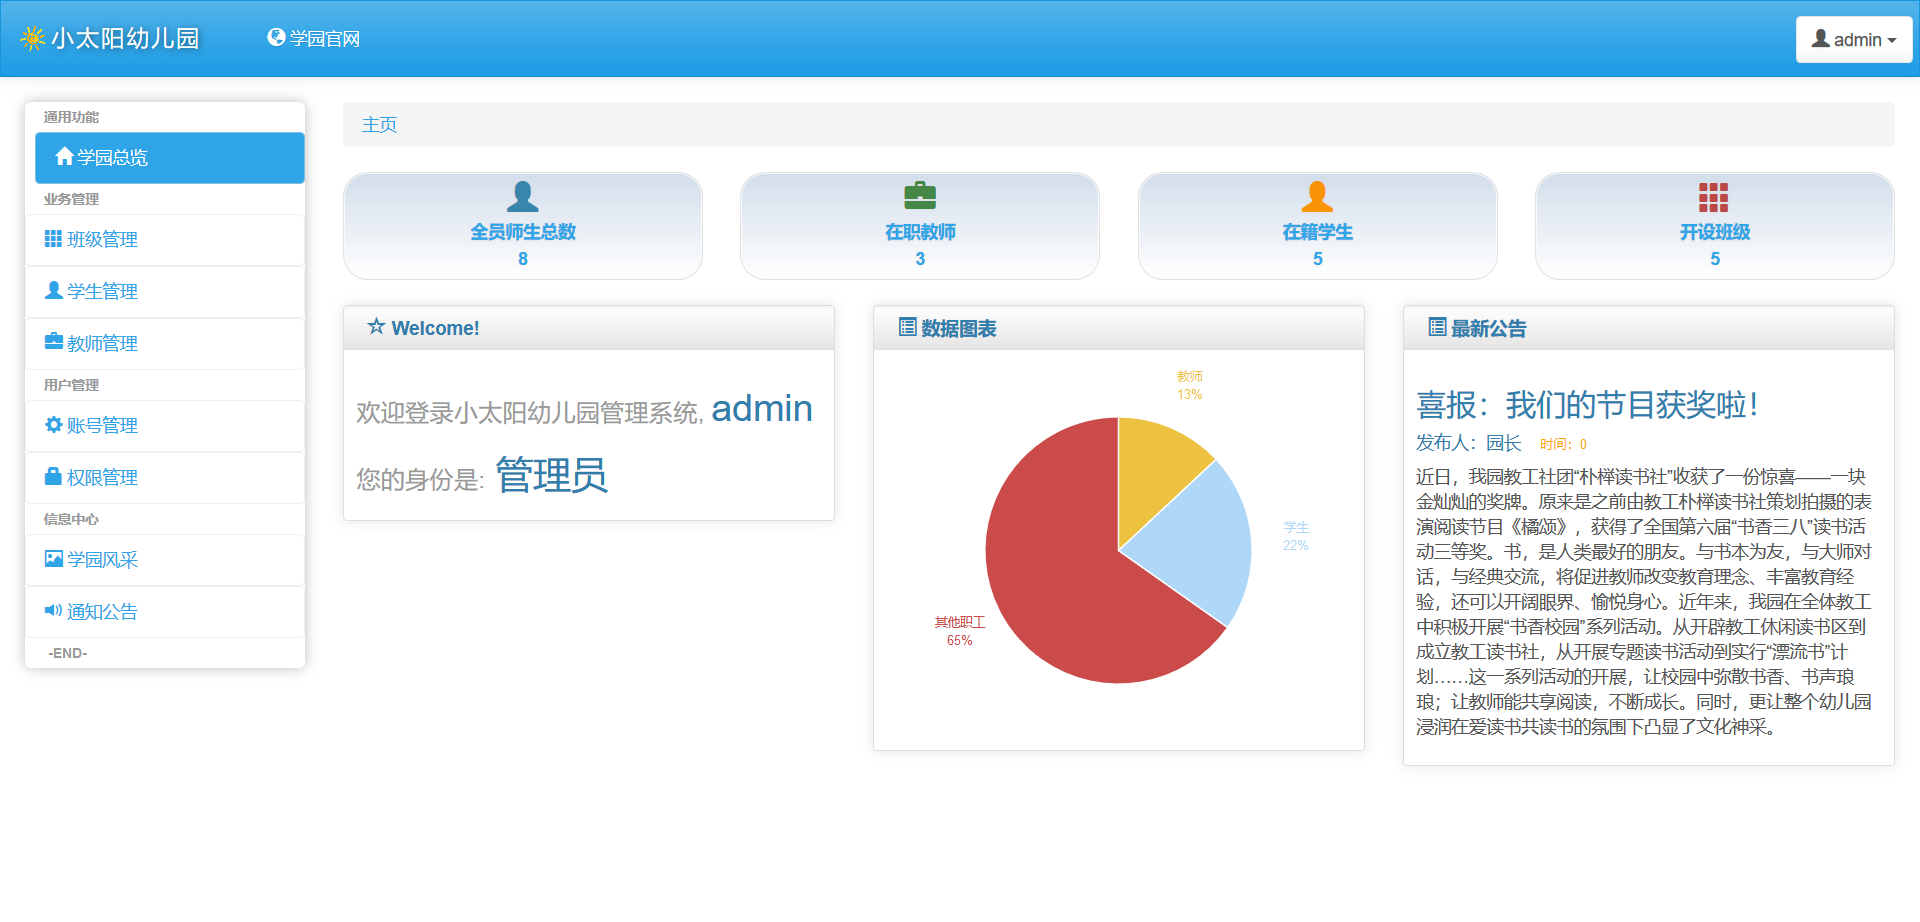 小太阳幼儿园
学园官网
admin
通用功能
学园总览
业务管理
班级管理
学生管理
教师管理
用户管理
账号管理
权限管理
信息中心
学园风采
通知公告
-END-
主页
全员师生总数
8
在职教师
3
在籍学生
5
开设班级
5
Welcome!
欢迎登录小太阳幼儿园管理系统, admin
您的身份是: 管理员
数据图表
教师
13%
学生
22%
其他职工
65%
最新公告
喜报：我们的节目获奖啦！
发布人：园长 时间：0
近日，我园教工社团“朴榉读书社”收获了一份惊喜——一块
金灿灿的奖牌。原来是之前由教工朴榉读书社策划拍摄的表
演阅读节目《橘颂》，获得了全国第六届“书香三八”读书活
动三等奖。书，是人类最好的朋友。与书本为友，与大师对
话，与经典交流，将促进教师改变教育理念、丰富教育经
验，还可以开阔眼界、愉悦身心。近年来，我园在全体教工
中积极开展“书香校园”系列活动。从开辟教工休闲读书区到
成立教工读书社，从开展专题读书活动到实行“漂流书”计
划……这一系列活动的开展，让校园中弥散书香、书声琅
琅；让教师能共享阅读，不断成长。同时，更让整个幼儿园
浸润在爱读书共读书的氛围下凸显了文化神采。